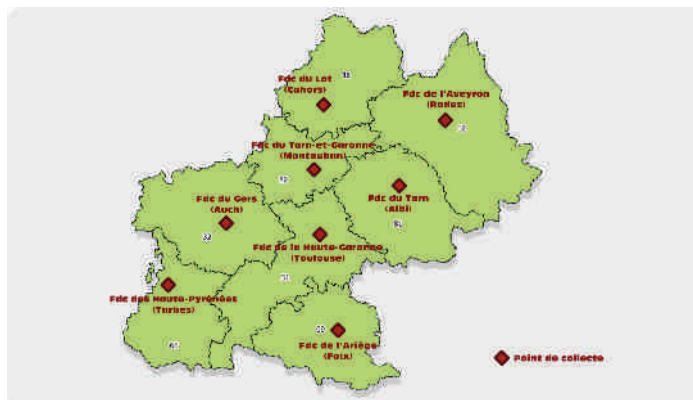 Fdc du Lot
(Cahors)
Fdc de l'Aveyron
(Rodez)
Fdc du Tarn-et-Garonne
(Montauban)
Fdc du Tarn
(Albi)
Fdc du Gers
(Auch)
32
Fdc de la Haute-Garonne
(Toulouse)
31
Fdc des Haute-Pyrénées
(Tarbes)
Fdc de l'Ariège
(Foix)
Point de collecte